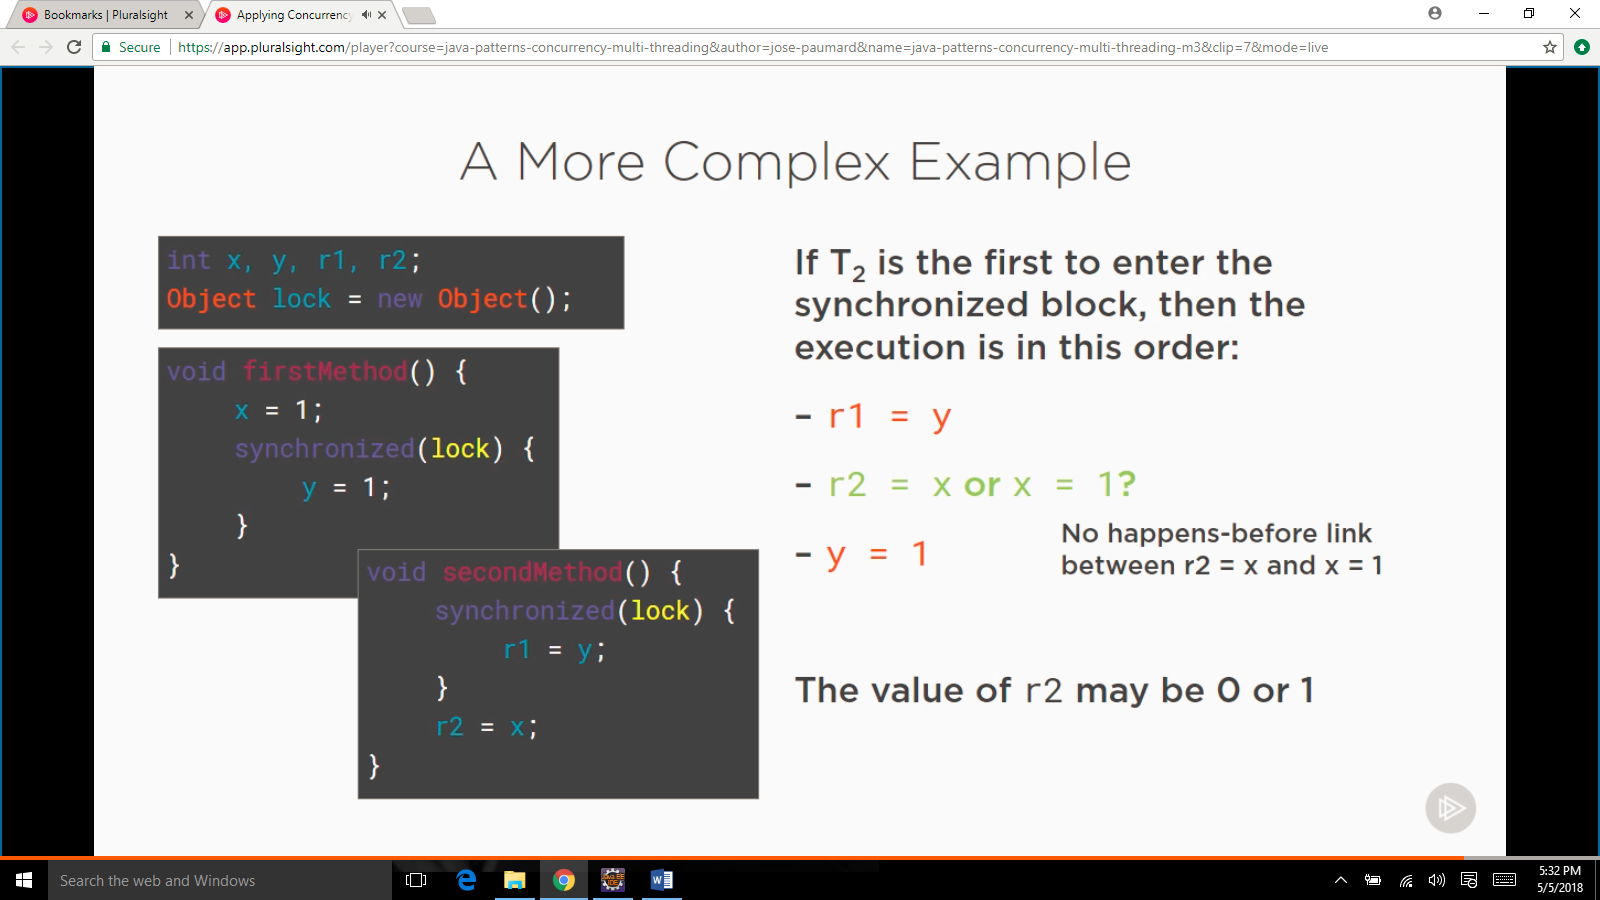 Bookmarks | Pluralsight
Applying Concurrency
Secure
https://app.pluralsight.com/player?course=java-patterns-concurrency-multi-threading&author=jose-paumard&name=java-patterns-concurrency-multi-threading-m3&clip=7&mode=live
A More Complex Example
int x, y, r1, r2;
Object lock = new Object();
void firstMethod() {
x = 1;
synchronized(lock) {
y = 1;
}
}
void secondMethod() {
synchronized(lock) {
r1 = y;
}
r2 = x;
}
If T2 is the first to enter the
synchronized block, then the
execution is in this order:
- r1 = y
- r2 = x or x = 1?
- y = 1
No happens-before link
between r2 = x and x = 1
The value of r2 may be 0 or 1
Search the web and Windows
5:32 PM
5/5/2018